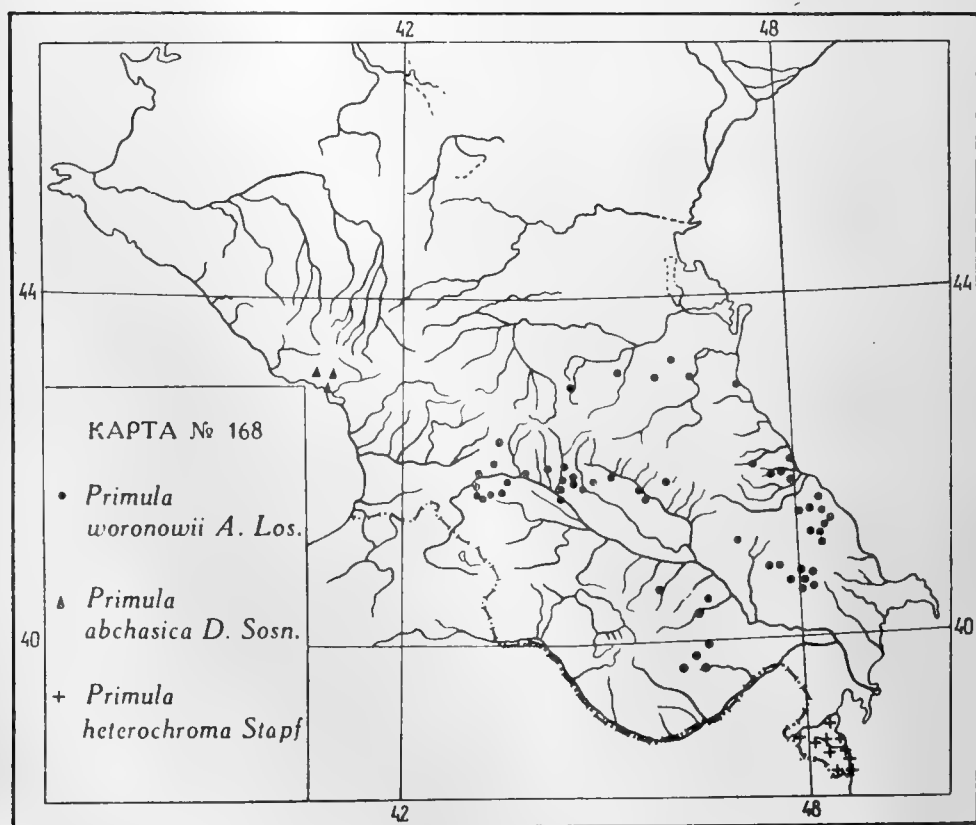 42
48
44
44
КАРТА № 168
Primula
woronowii A. Los.
Primula
abchasica D. Sosn.
40
40
Primula
heterochroma Stapf
42
48